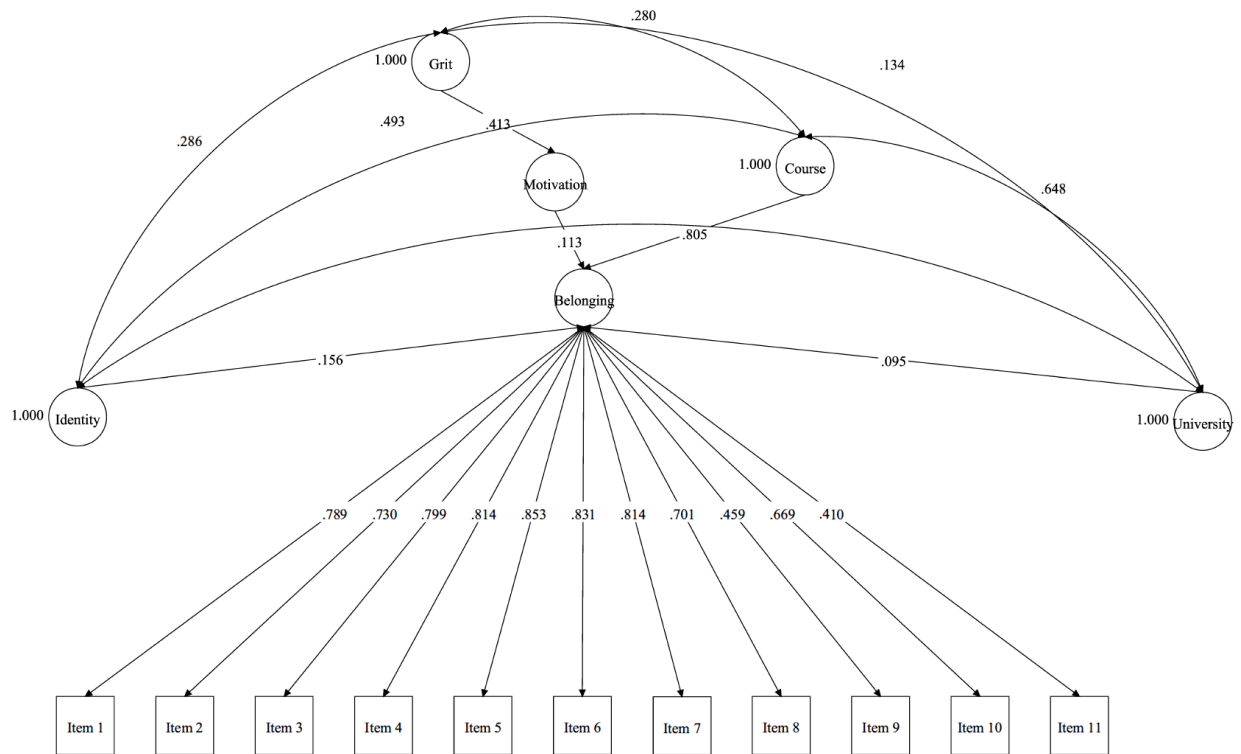 .280
1.000
Grit
.134
.493
.413
.286
1.000
Course
Motivation
.648
.113
.805
Belonging
.156
.095
1.000
Identity
1.000
University
.789
.730
.799
.814
.853
.831
.814
.701
.459
.669
.410
Item 1
Item 2
Item 3
Item 4
Item 5
Item 6
Item 7
Item 8
Item 9
Item 10
Item 11